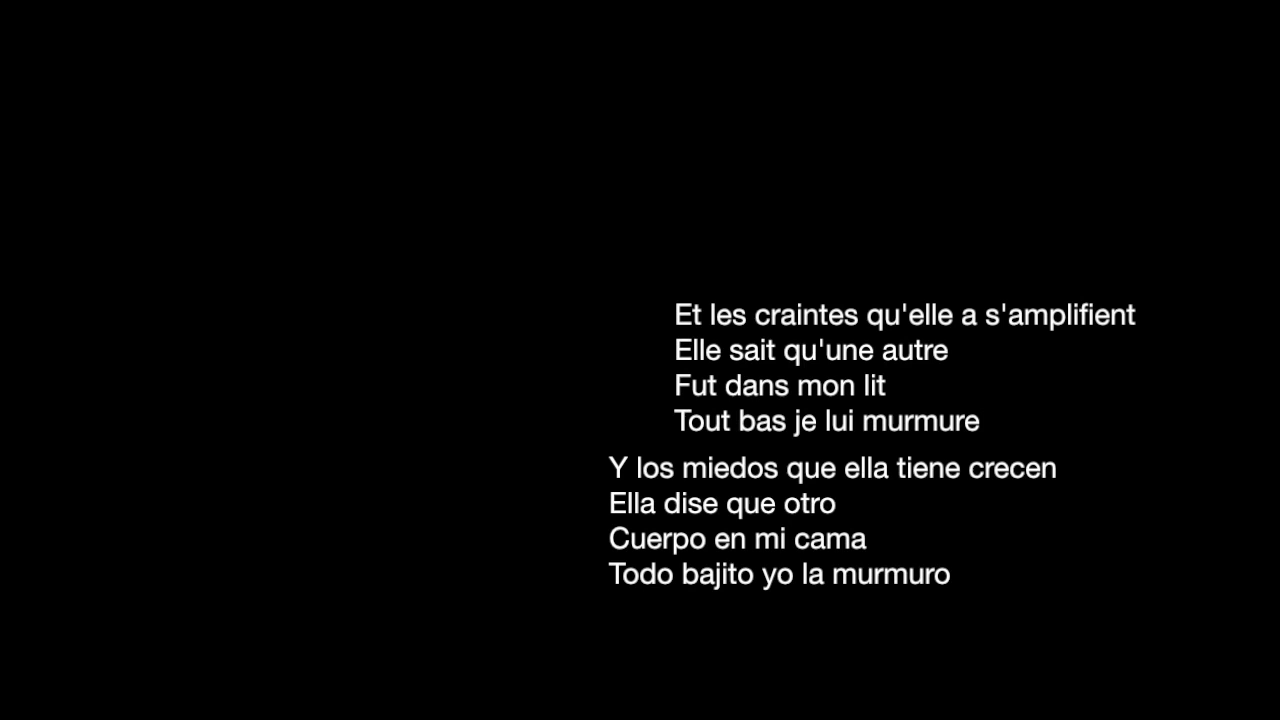 Et les craintes qu'elle a s'amplifient
Elle sait qu'une autre
Fut dans mon lit
Tout bas je lui murmure
Y los miedos que ella tiene crecen
Ella dise que otro
Cuerpo en mi cama
Todo bajito yo la murmuro